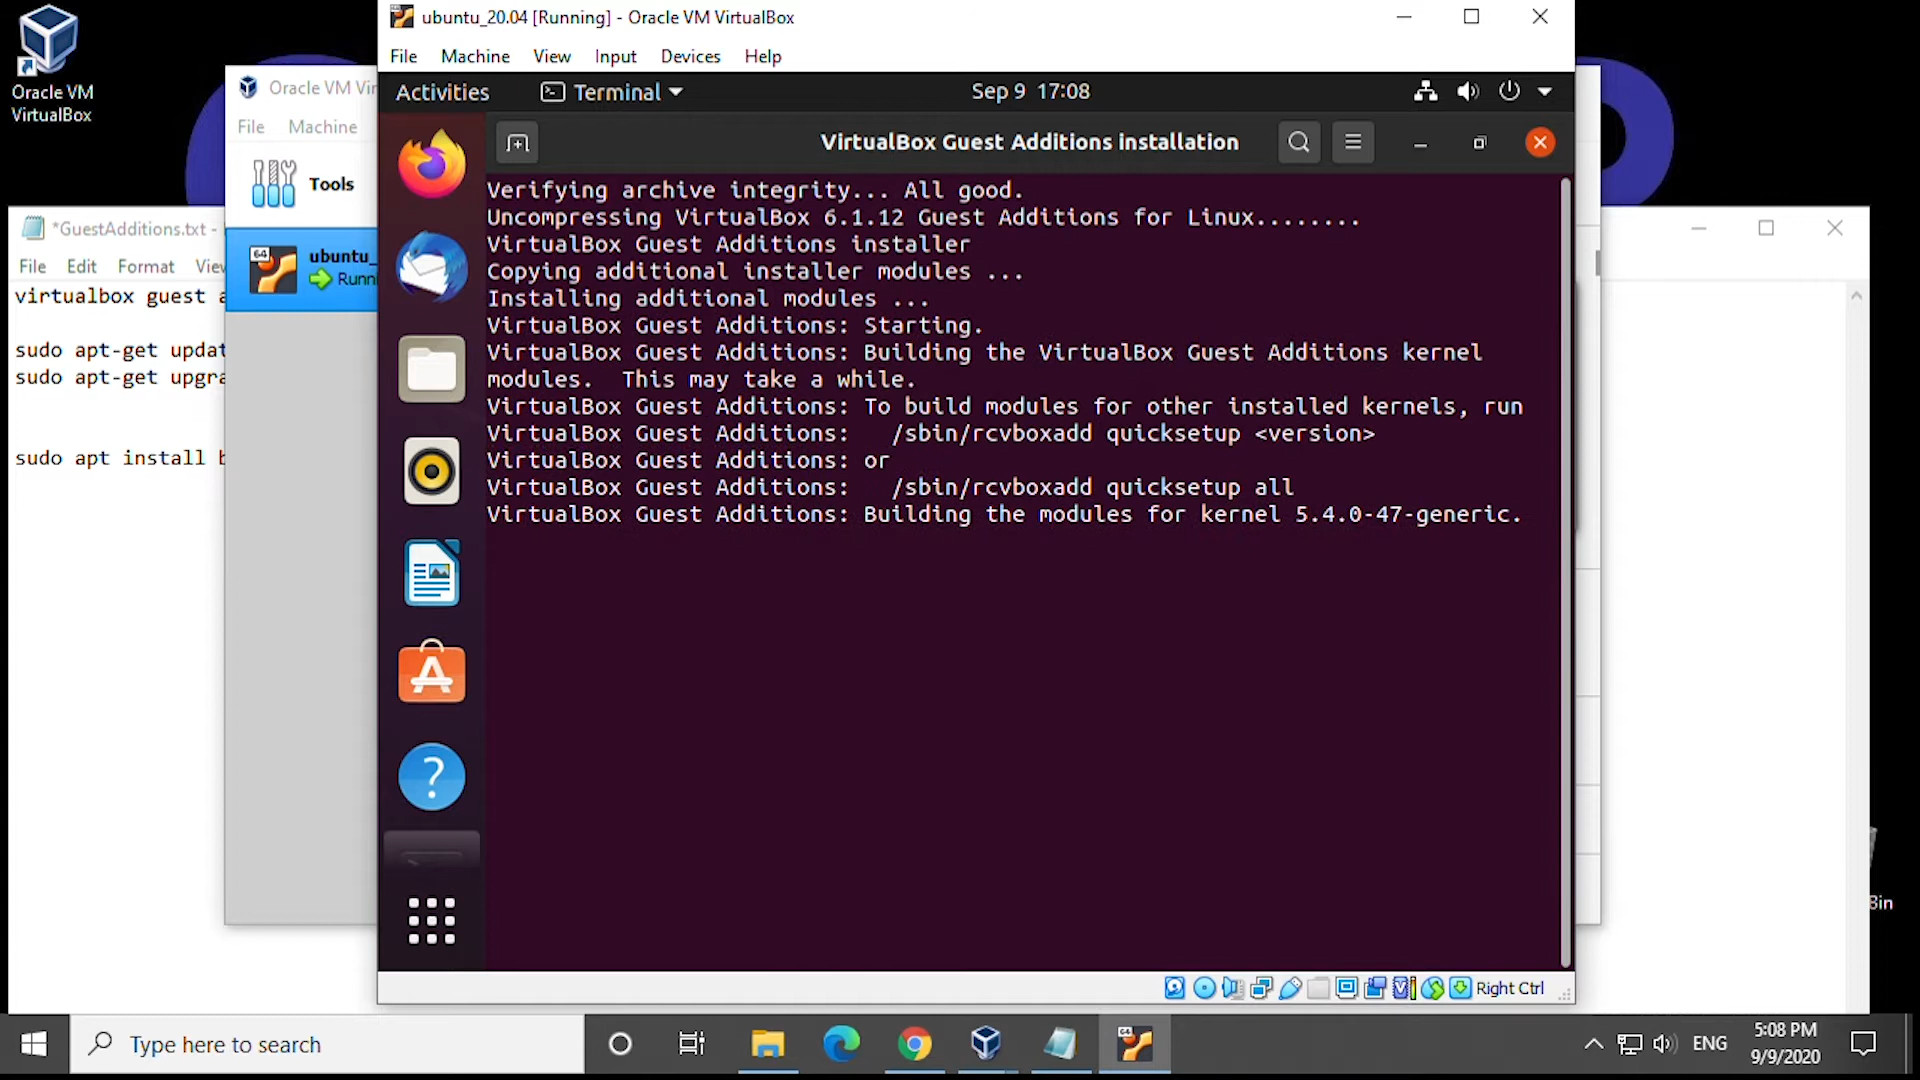 ubuntu_20.04 [Running] - Oracle VM VirtualBox
File Machine View Input Devices Help
Oracle VM
VirtualBox
Activities Terminal Sep 9 17:08
Oracle VM
File Machine
VirtualBox Guest Additions installation
Tools
64
ubuntu_
*GuestAdditions.txt -
File Edit Format
virtualbox guest
sudo apt-get
sudo apt-get
sudo apt install
Verifying archive integrity... All good.
Uncompressing VirtualBox 6.1.12 Guest Additions for Linux........
VirtualBox Guest Additions installer
Copying additional installer modules ...
Installing additional modules ...
VirtualBox Guest Additions: Starting.
VirtualBox Guest Additions: Building the VirtualBox Guest Additions kernel
modules.  This may take a while.
VirtualBox Guest Additions: To build modules for other installed kernels, run
VirtualBox Guest Additions:   /sbin/rcvboxadd quicksetup <version>
VirtualBox Guest Additions: or
VirtualBox Guest Additions:   /sbin/rcvboxadd quicksetup all
VirtualBox Guest Additions: Building the modules for kernel 5.4.0-47-generic.
Bin
Right Ctrl
Type here to search
64
ENG
5:08 PM
9/9/2020